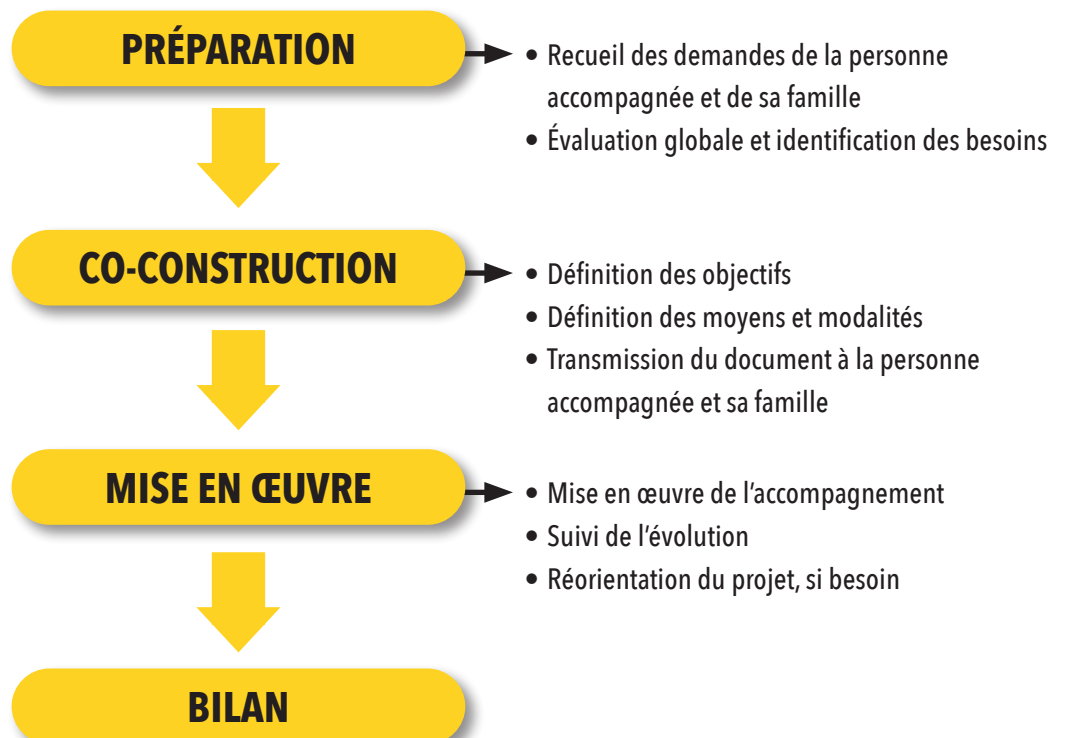 PRÉPARATION
• Recueil des demandes de la personne
accompagnée et de sa famille
• Évaluation globale et identification des besoins
CO-CONSTRUCTION
• Définition des objectifs
• Définition des moyens et modalités
• Transmission du document à la personne
accompagnée et sa famille
MISE EN ŒUVRE
• Mise en œuvre de l'accompagnement
• Suivi de l'évolution
• Réorientation du projet, si besoin
BILAN